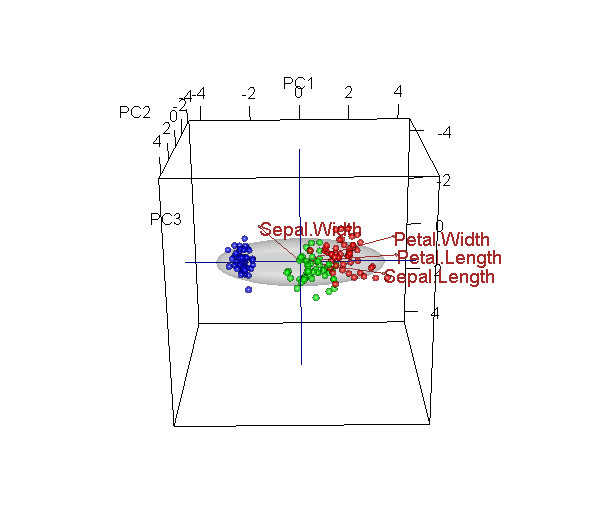 PC1
-4 -2 0 2 4
PC2
-4
-2
0
2
4
PC3
-4
-2
0
2
4
Sepal.Width
Petal.Width
Petal.Length
Sepal.Length